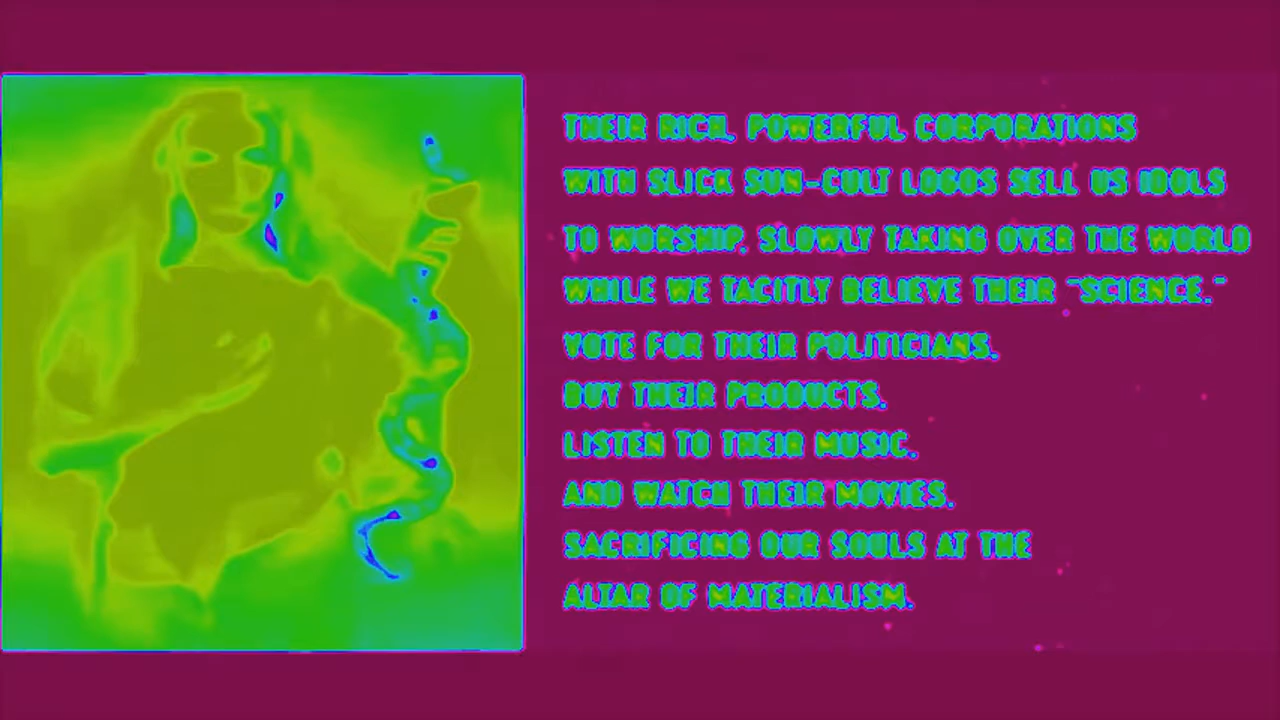 THEIR RICH, POWERFUL CORPORATIONS
WITH SLICK SUN-CULT LOGOS SELL US IDOLS
TO WORSHIP, SLOWLY TAKING OVER THE WORLD
WHILE WE TACITLY BELIEVE THEIR "SCIENCE."
VOTE FOR THEIR POLITICIANS,
BUY THEIR PRODUCTS,
LISTEN TO THEIR MUSIC,
AND WATCH THEIR MOVIES,
SACRIFICING OUR SOULS AT THE
ALTAR OF MATERIALISM.